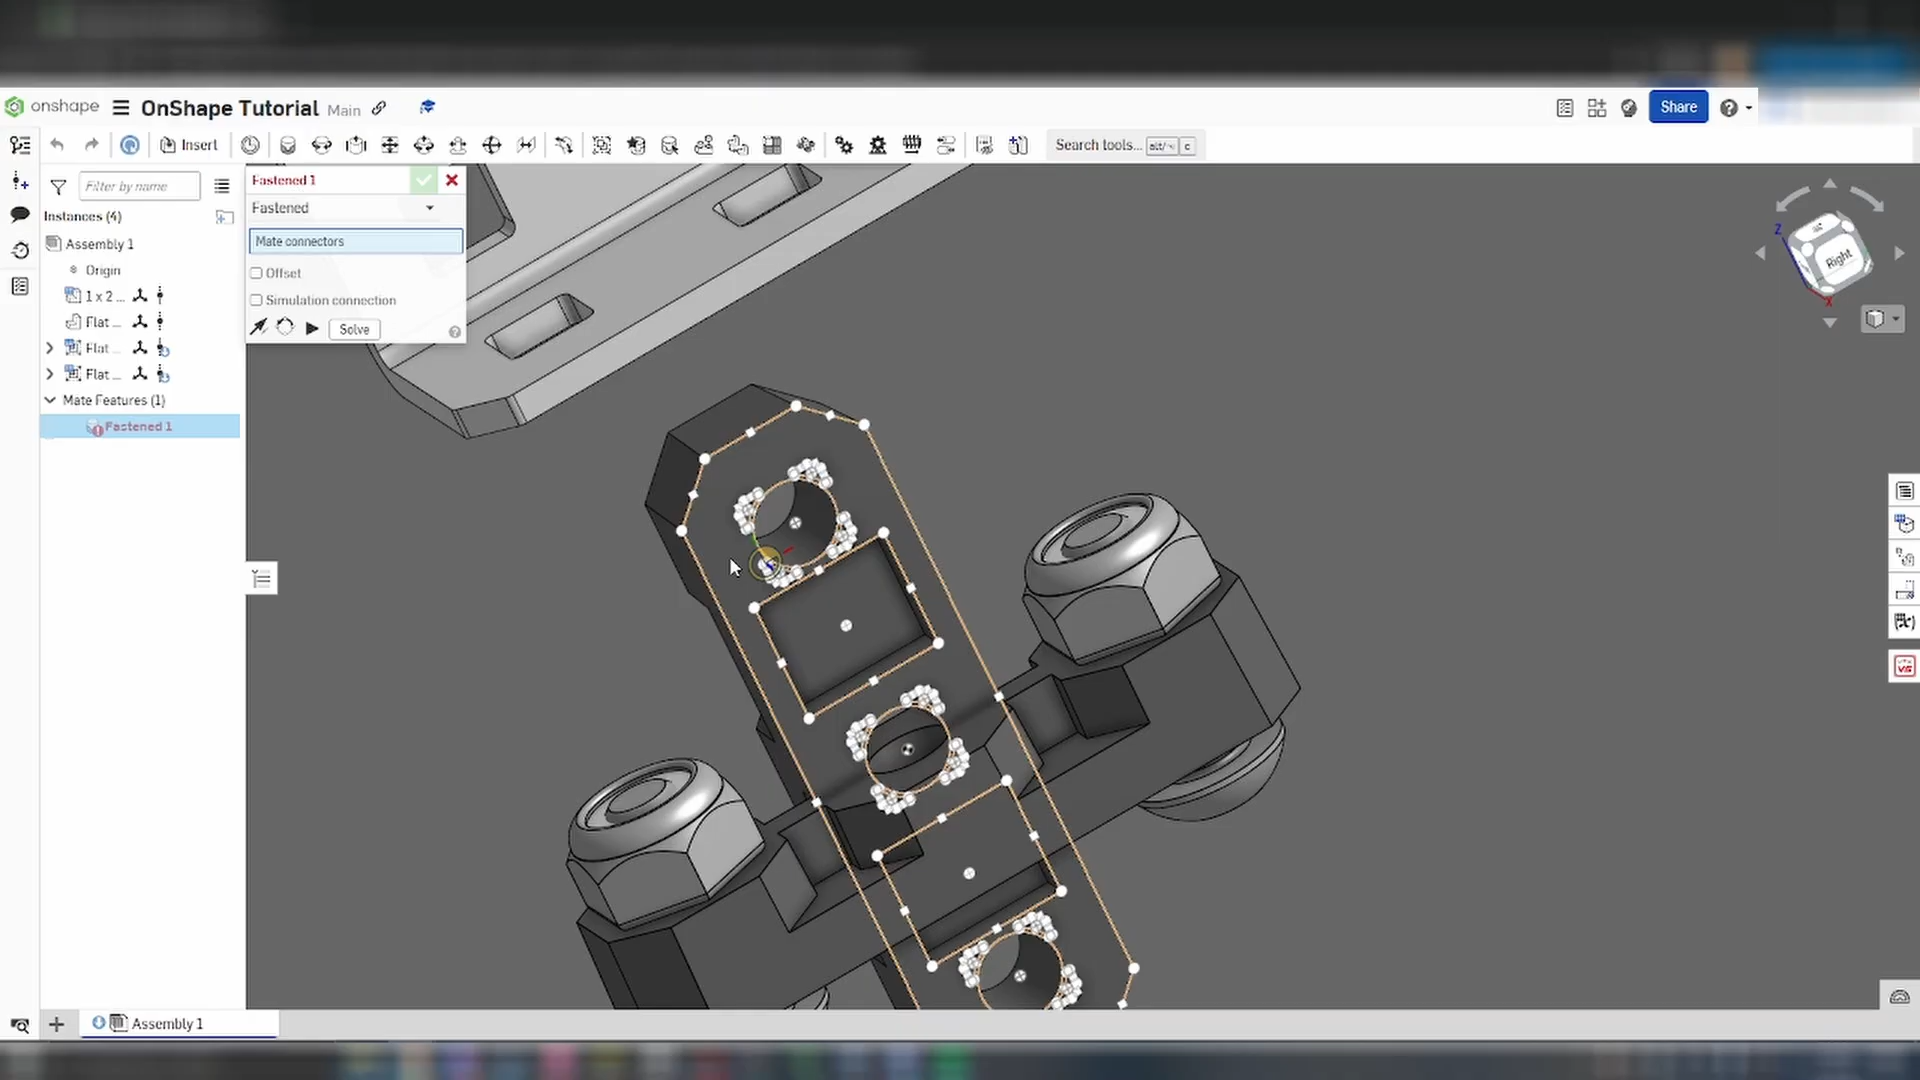 onshape OnShape Tutorial Main Share
Insert Search tools... alt/⌥ c
Filter by name
Instances (4)
Assembly 1
Origin
1 x 2 ...
Flat ...
Flat ...
Flat ...
Mate Features (1)
Fastened 1
Fastened 1
Fastened
Mate connectors
Offset
Simulation connection
Solve
Z
Right
X
Assembly 1